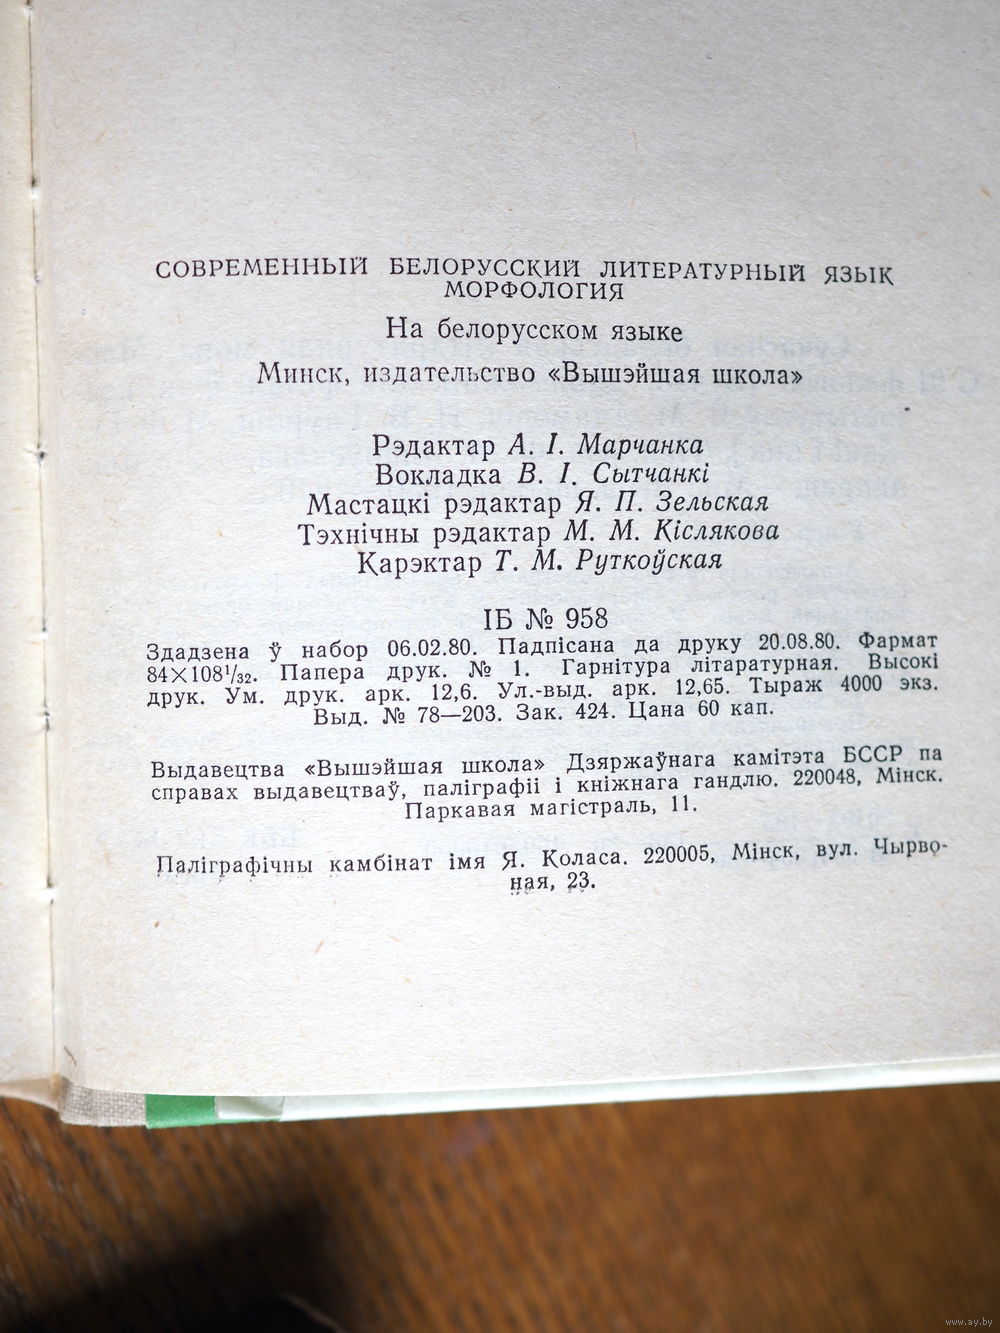 СОВРЕМЕННЫЙ БЕЛОРУССКИЙ ЛИТЕРАТУРНЫЙ ЯЗЫК
МОРФОЛОГИЯ
На белорусском языке
Минск, издательство «Вышэйшая школа»
Рэдактар А. І. Марчанка
Вокладка В. І. Сытчанкі
Мастацкі рэдактар Я. П. Зельская
Тэхнічны рэдактар М. М. Кіслякова
Карэктар Т. М. Руткоўская
ІБ № 958
Здадзена ў набор 06.02.80. Падпісана да друку 20.08.80. Фармат
84×108¹/₃₂. Папера друк. № 1. Гарнітура літаратурная. Высокі
друк. Ум. друк. арк. 12,6. Ул.-выд. арк. 12,65. Тыраж 4000 экз.
Выд. № 78—203. Зак. 424. Цана 60 кап.
Выдавецтва «Вышэйшая школа» Дзяржаўнага камітэта БССР па
справах выдавецтваў, паліграфіі і кніжнага гандлю. 220048, Мінск.
Паркавая магістраль, 11.
Паліграфічны камбінат імя Я. Коласа. 220005, Мінск, вул. Чырво-
ная, 23.
www.ay.by